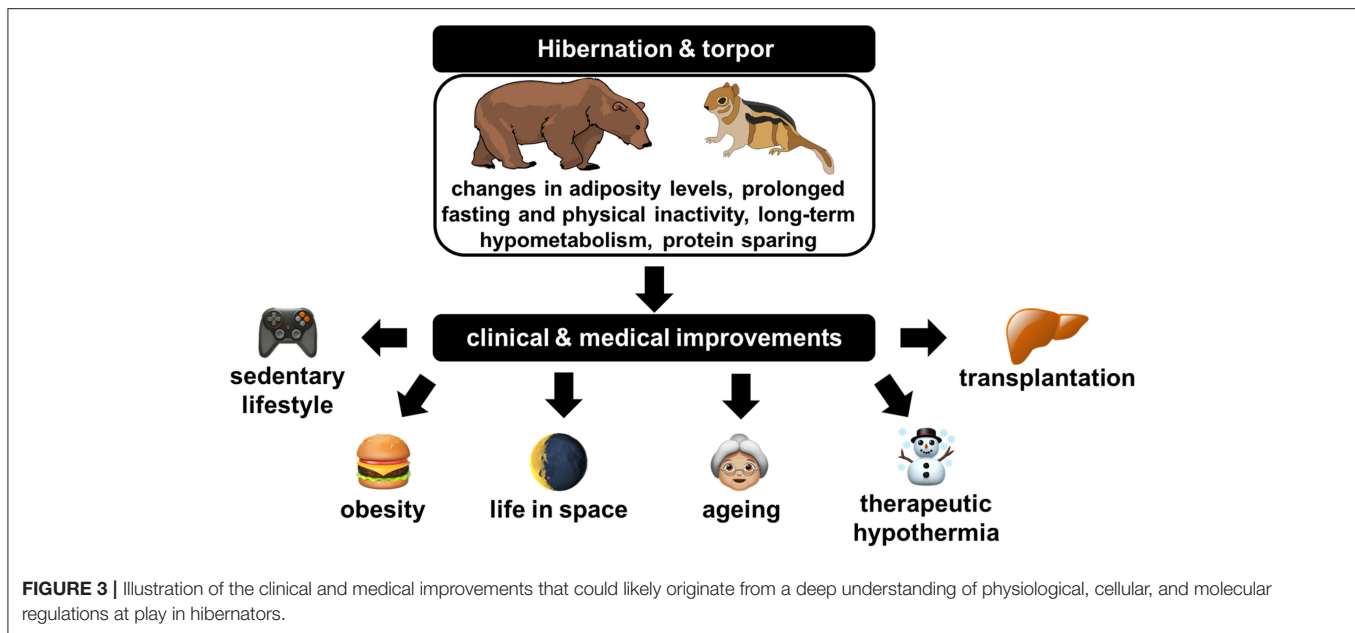 Hibernation & torpor
changes in adiposity levels, prolonged
fasting and physical inactivity, long-term
hypometabolism, protein sparing
clinical & medical improvements
sedentary
lifestyle
transplantation
obesity
life in space
ageing
therapeutic
hypothermia
FIGURE 3 | Illustration of the clinical and medical improvements that could likely originate from a deep understanding of physiological, cellular, and molecular
regulations at play in hibernators.